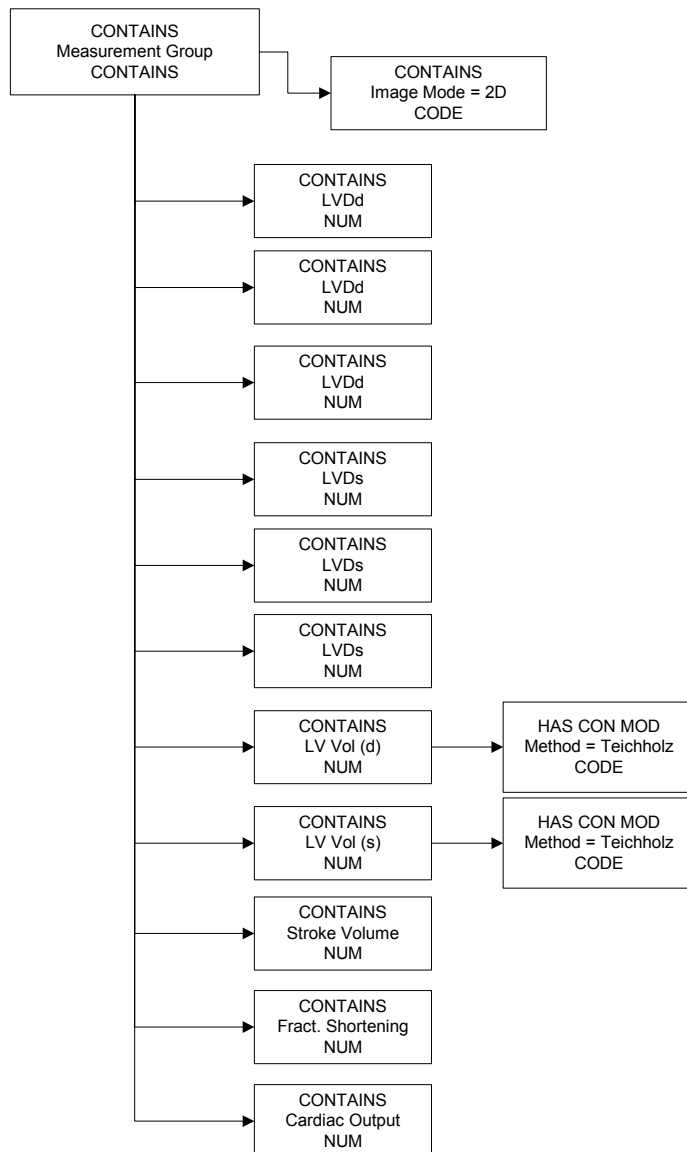 CONTAINS
Measurement Group
CONTAINS
CONTAINS
Image Mode = 2D
CODE
CONTAINS
LVDd
NUM
CONTAINS
LVDd
NUM
CONTAINS
LVDd
NUM
CONTAINS
LVDs
NUM
CONTAINS
LVDs
NUM
CONTAINS
LVDs
NUM
CONTAINS
LV Vol (d)
NUM
HAS CON MOD
Method = Teichholz
CODE
CONTAINS
LV Vol (s)
NUM
HAS CON MOD
Method = Teichholz
CODE
CONTAINS
Stroke Volume
NUM
CONTAINS
Fract. Shortening
NUM
CONTAINS
Cardiac Output
NUM